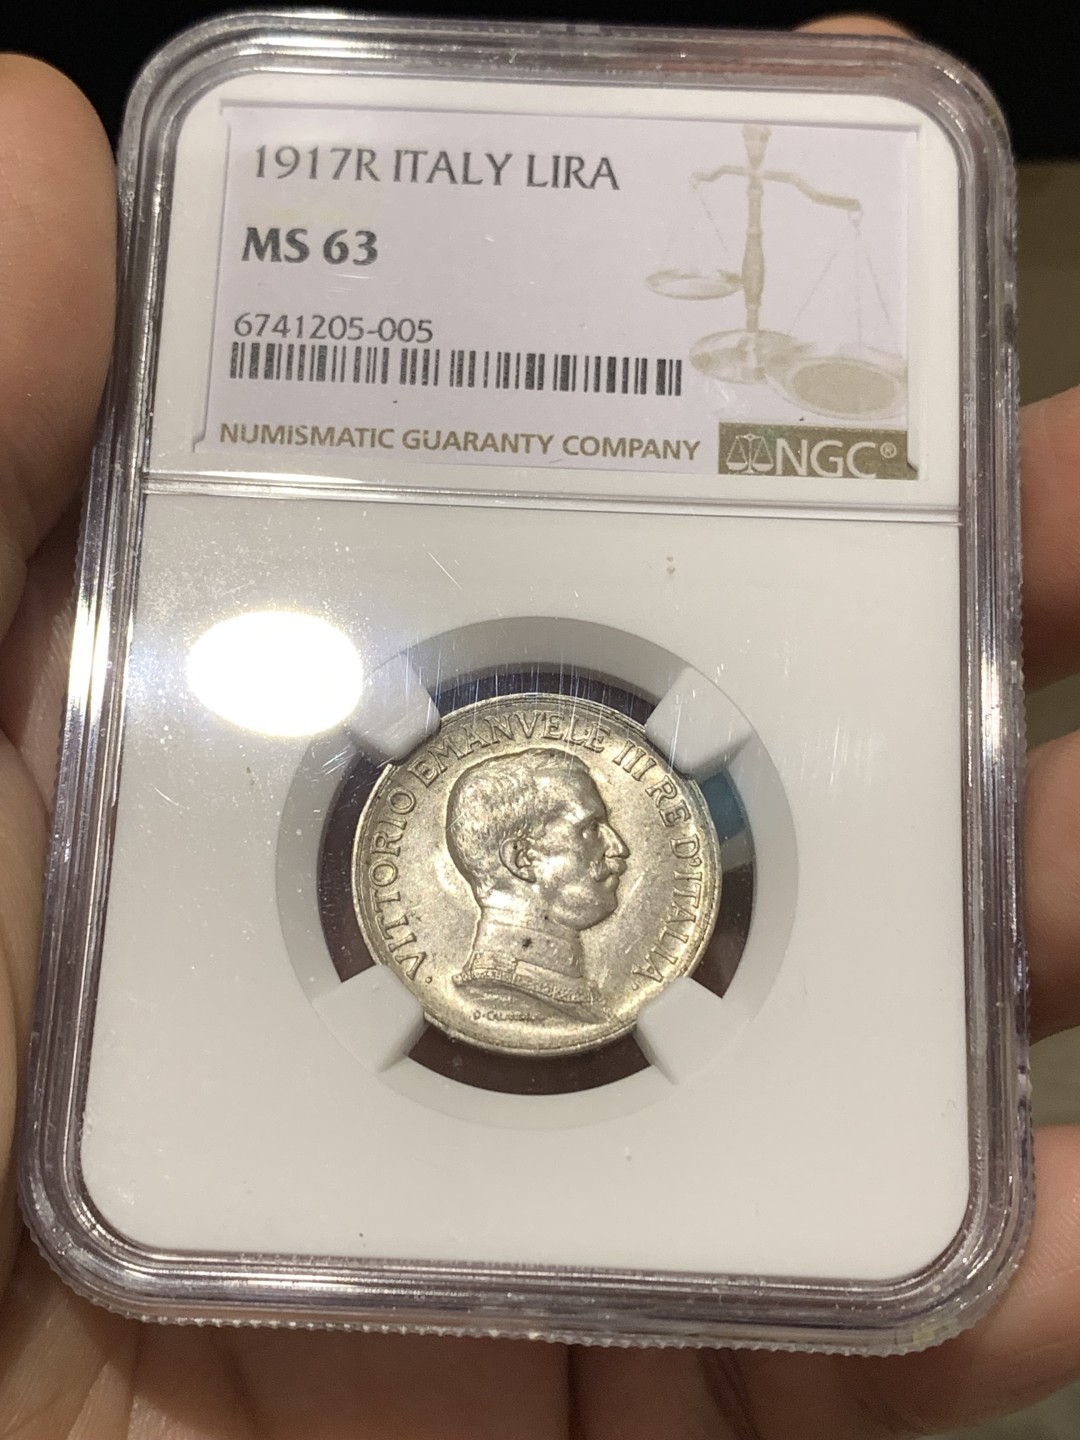 1917R ITALY LIRA
MS 63
6741205-005
NUMISMATIC GUARANTY COMPANY
NGC®
· VITTORIO EMANVELE III RE D'ITALIA ·